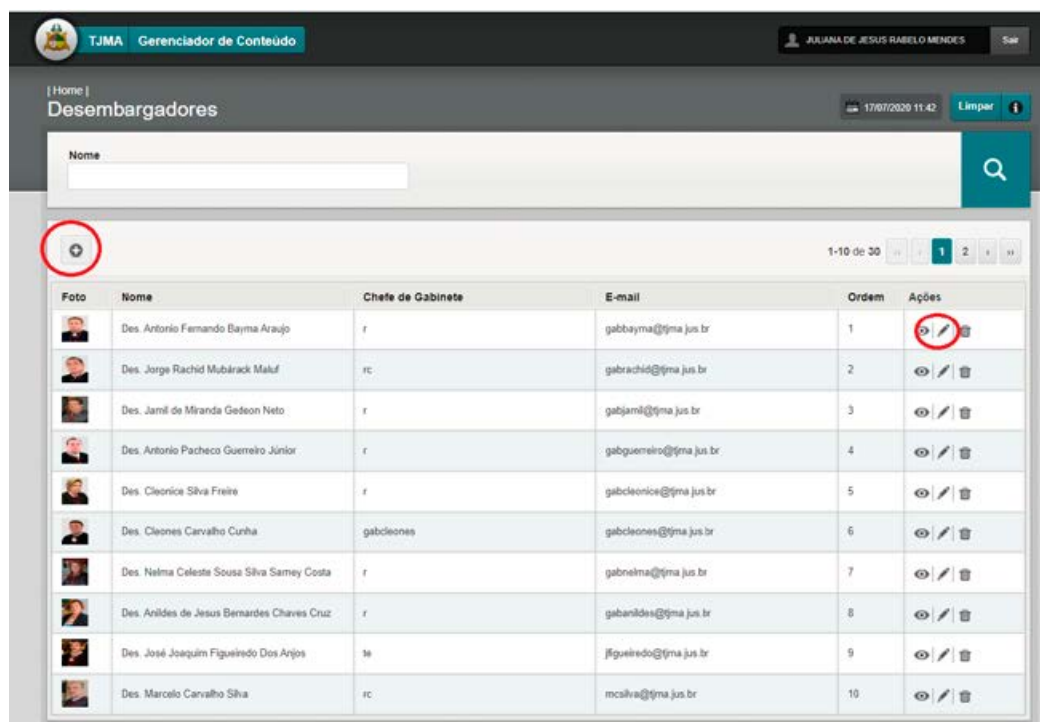 TJMA Gerenciador de Conteúdo JULIANA DE JESUS RABELO MENDES Sair
| Home |
Desembargadores 17/07/2020 11:42 Limpar
Nome
1-10 de 30 1 2
Foto Nome Chefe de Gabinete E-mail Ordem Ações
Des. Antonio Fernando Bayma Araujo r gabbayma@tjma.jus.br 1
Des. Jorge Rachid Mubárack Maluf rc gabrachid@tjma.jus.br 2
Des. Jamil de Miranda Gedeon Neto r gabjamil@tjma.jus.br 3
Des. Antonio Pacheco Guerreiro Júnior r gabguerreiro@tjma.jus.br 4
Des. Cleonice Silva Freire r gabcleonice@tjma.jus.br 5
Des. Cleones Carvalho Cunha gabcleones gabcleones@tjma.jus.br 6
Des. Nelma Celeste Sousa Silva Sarney Costa r gabnelma@tjma.jus.br 7
Des. Anildes de Jesus Bernardes Chaves Cruz r gabanildes@tjma.jus.br 8
Des. José Joaquim Figueiredo Dos Anjos te jfigueiredo@tjma.jus.br 9
Des. Marcelo Carvalho Silva rc mcsilva@tjma.jus.br 10